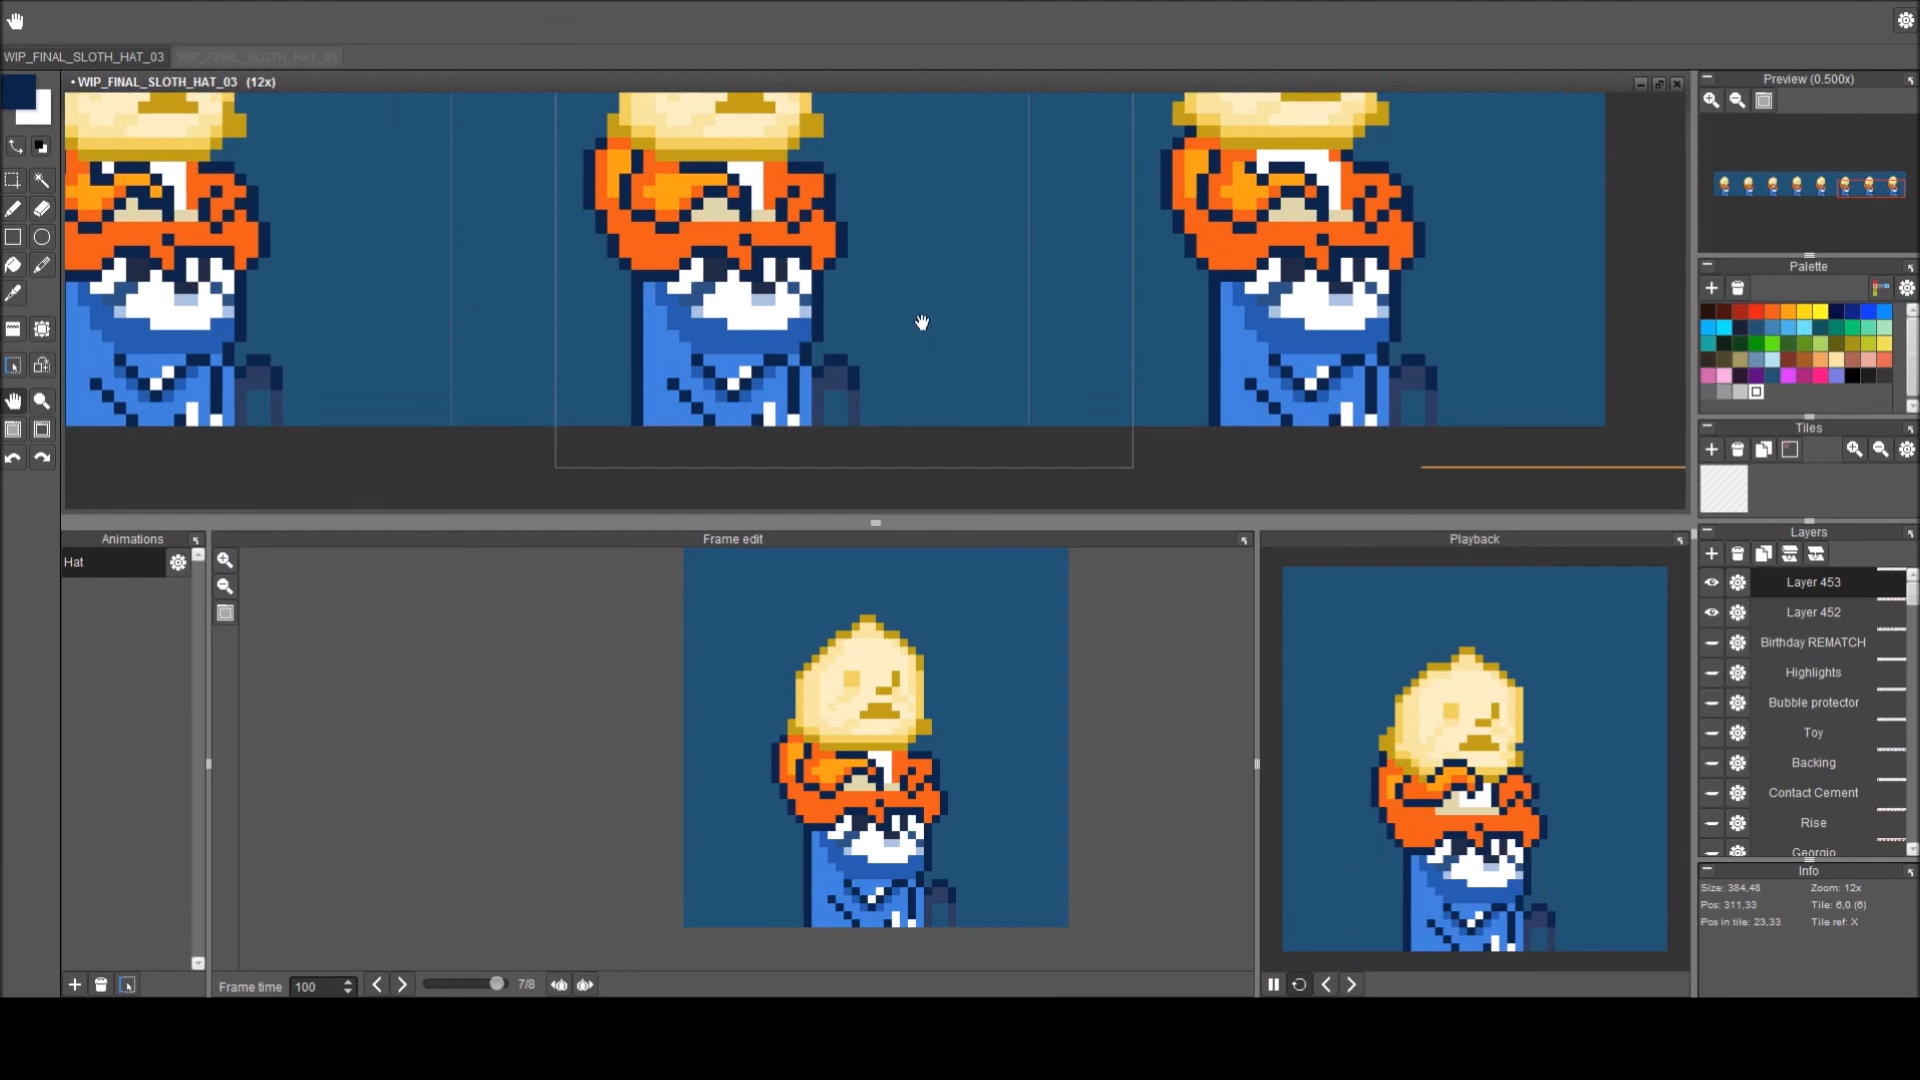 WIP_FINAL_SLOTH_HAT_03
WIP_FINAL_SLOTH_HAT_03
• WIP_FINAL_SLOTH_HAT_03 (12x)
Preview (0.500x)
Palette
Tiles
Animations
Hat
Frame edit
Playback
Layers
Layer 453
Layer 452
Birthday REMATCH
Highlights
Bubble protector
Toy
Backing
Contact Cement
Rise
Georgio
Info
Size: 384,48
Zoom: 12x
Pos: 311,33
Tile: 6,0 (6)
Pos in tile: 23,33
Tile ref: X
Frame time 100
7/8